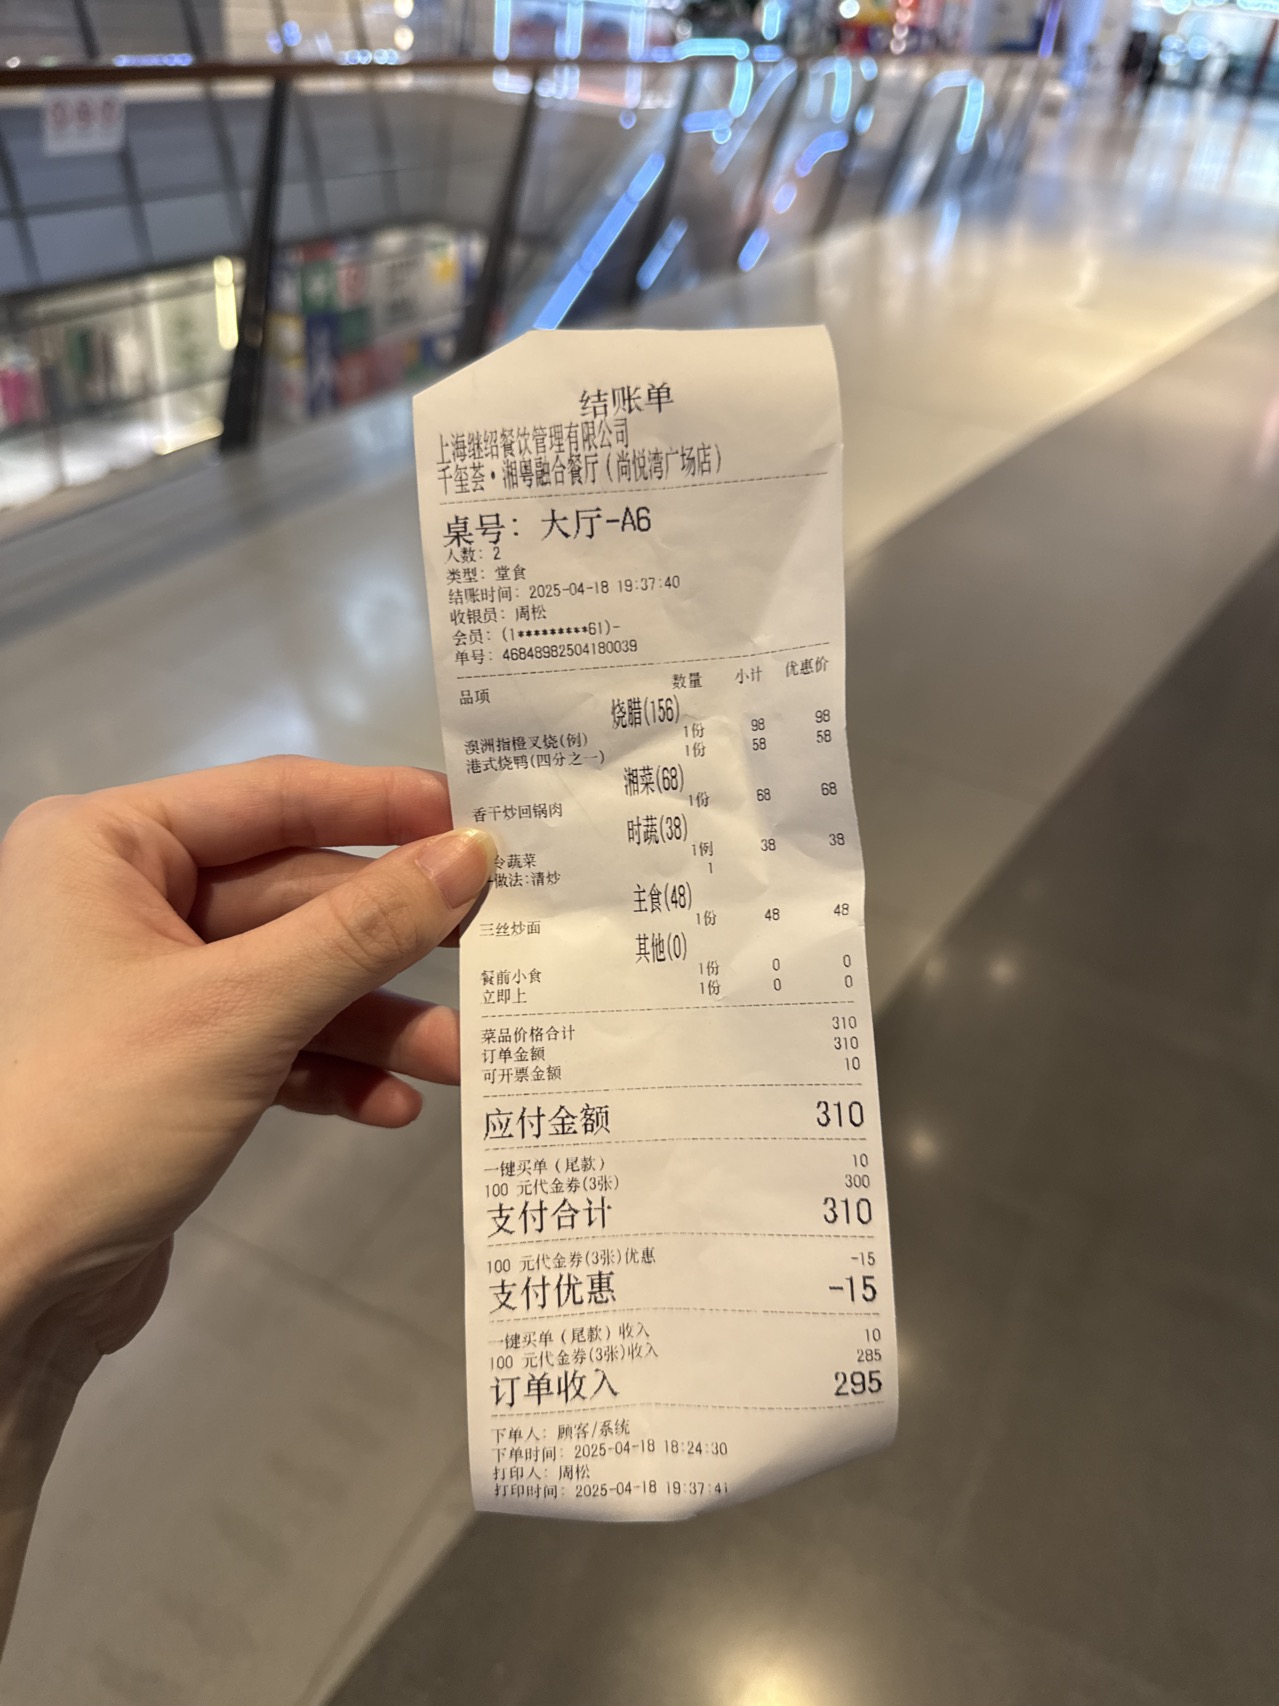 结账单
上海继绍餐饮管理有限公司
千玺荟•湘粤融合餐厅(尚悦湾广场店)
桌号: 大厅-A6
人数: 2
类型: 堂食
结账时间: 2025-04-18 19:37:40
收银员: 周松
会员: (1*********61)-
单号: 46848982504180039
品项 数量 小计 优惠价
烧腊(156)
澳洲指橙叉烧(例) 1份 98 98
港式烧鸭(四分之一) 1份 58 58
湘菜(68)
香干炒回锅肉 1份 68 68
时蔬(38)
令蔬菜 1例 38 38
做法:清炒 1
主食(48)
三丝炒面 1份 48 48
其他(0)
餐前小食 1份 0 0
立即上 1份 0 0
菜品价格合计 310
订单金额 310
可开票金额 10
应付金额 310
一键买单(尾款) 10
100 元代金券(3张) 300
支付合计 310
100 元代金券(3张)优惠 -15
支付优惠 -15
一键买单(尾款)收入 10
100 元代金券(3张)收入 285
订单收入 295
下单人: 顾客/系统
下单时间: 2025-04-18 18:24:30
打印人: 周松
打印时间: 2025-04-18 19:37:41